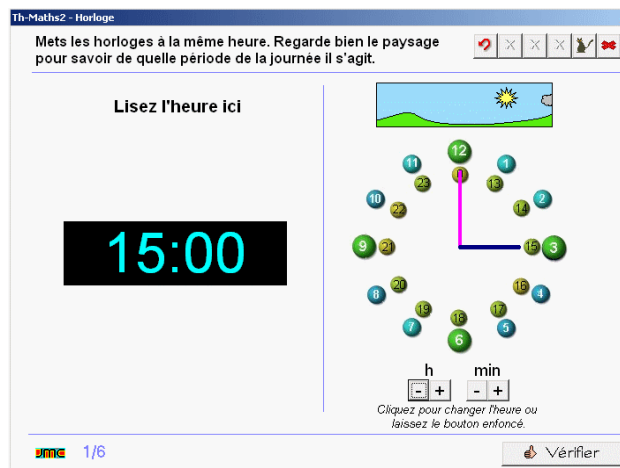 Th-Maths2 - Horloge
Mets les horloges à la même heure. Regarde bien le paysage
pour savoir de quelle période de la journée il s'agit.
Lisez l'heure ici
15:00
12
11
1
23
13
10
2
22
14
9
21
15
3
20
16
8
4
19
17
18
7
5
6
h
min
- +
- +
Cliquez pour changer l'heure ou
laissez le bouton enfoncé.
JMC
1/6
Vérifier